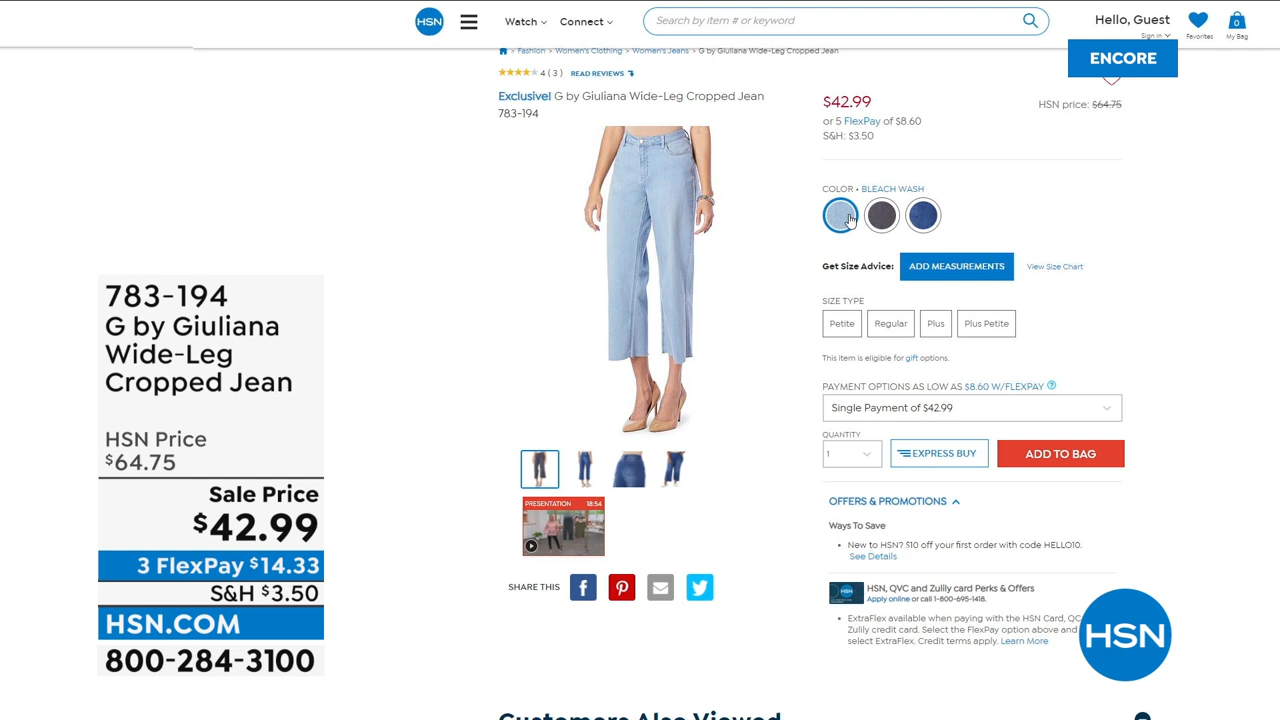 HSN
Watch
Connect
Search by item # or keyword
Hello, Guest
Sign In
Favorites
0
My Bag
ENCORE
Fashion > Women's Clothing > Women's Jeans > G by Giuliana Wide-Leg Cropped Jean
4 ( 3 ) READ REVIEWS
Exclusive! G by Giuliana Wide-Leg Cropped Jean
783-194
$42.99
HSN price: $64.75
or 5 FlexPay of $8.60
S&H: $3.50
COLOR • BLEACH WASH
Get Size Advice: ADD MEASUREMENTS View Size Chart
SIZE TYPE
Petite Regular Plus Plus Petite
This item is eligible for gift options.
PAYMENT OPTIONS AS LOW AS $8.60 W/FLEXPAY ?
Single Payment of $42.99
QUANTITY
1
EXPRESS BUY
ADD TO BAG
PRESENTATION 18:54
SHARE THIS
OFFERS & PROMOTIONS
Ways To Save
• New to HSN? $10 off your first order with code HELLO10.
See Details
HSN
HSN, QVC and Zulily card Perks & Offers
Apply online or call 1-800-695-1418.
• ExtraFlex available when paying with the HSN Card, QC
Zulily credit card. Select the FlexPay option above and
select ExtraFlex. Credit terms apply. Learn More
HSN
783-194
G by Giuliana
Wide-Leg
Cropped Jean
HSN Price
$64.75
Sale Price
$42.99
3 FlexPay $14.33
S&H $3.50
HSN.COM
800-284-3100
Customers Also Viewed